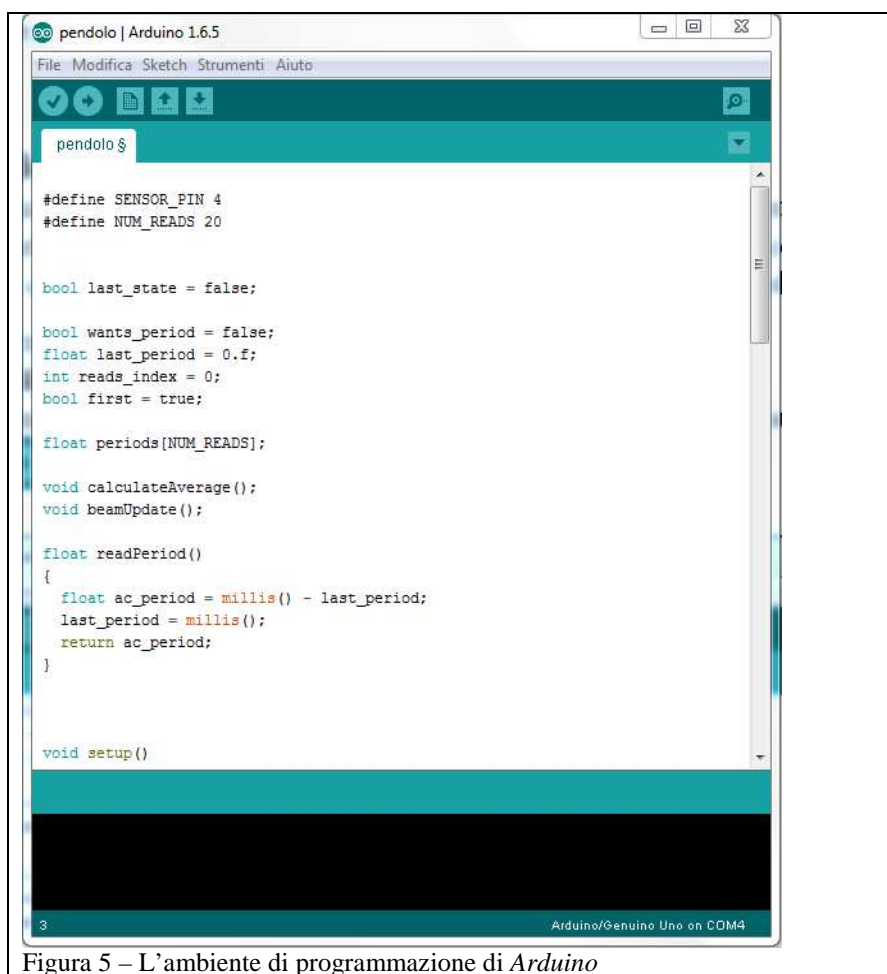 pendolo | Arduino 1.6.5
File Modifica Sketch Strumenti Aiuto
pendolo §
#define SENSOR_PIN 4
#define NUM_READS 20
bool last_state = false;
bool wants_period = false;
float last_period = 0.f;
int reads_index = 0;
bool first = true;
float periods[NUM_READS];
void calculateAverage();
void beamUpdate();
float readPeriod()
{
  float ac_period = millis() - last_period;
  last_period = millis();
  return ac_period;
}
void setup()
3
Arduino/Genuino Uno on COM4
Figura 5 – L'ambiente di programmazione di Arduino